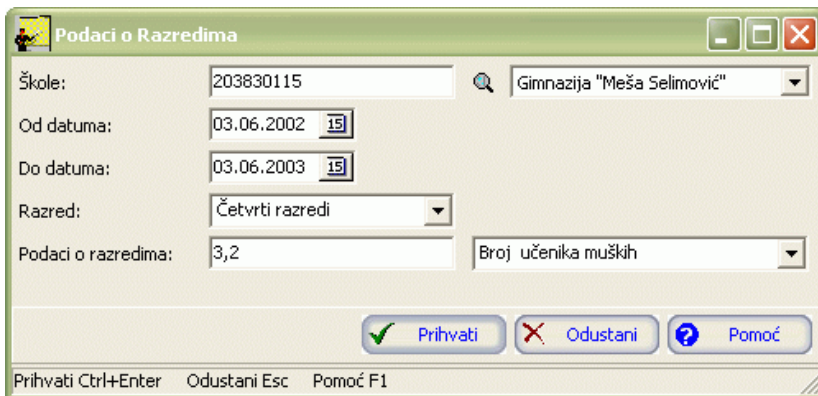 Podaci o Razredima
Škole: 203830115 Gimnazija "Meša Selimović"
Od datuma: 03.06.2002 15
Do datuma: 03.06.2003 15
Razred: Četvrti razredi
Podaci o razredima: 3,2 Broj učenika muških
Prihvati Odustani ? Pomoć
Prihvati Ctrl+Enter Odustani Esc Pomoć F1